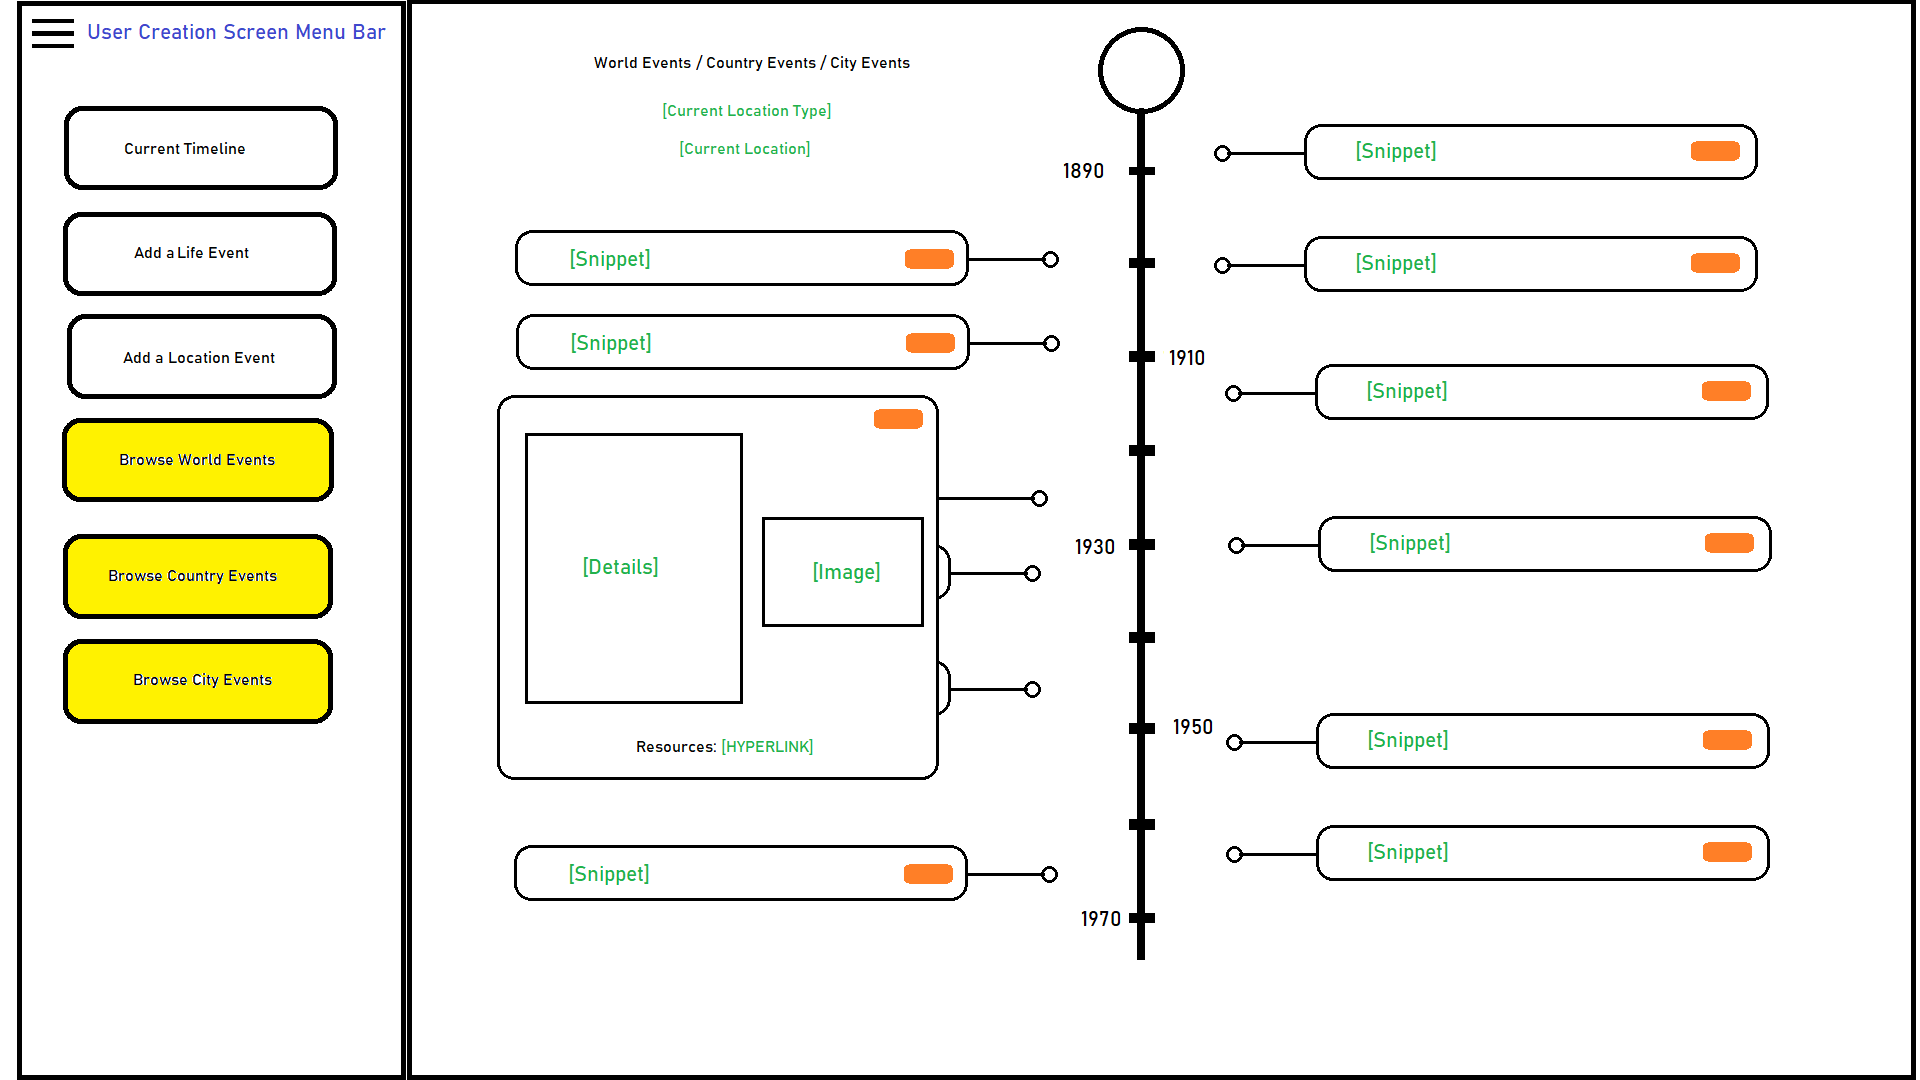 User Creation Screen Menu Bar
Current Timeline
Add a Life Event
Add a Location Event
Browse World Events
Browse Country Events
Browse City Events
World Events / Country Events / City Events
[Current Location Type]
[Current Location]
[Snippet]
[Snippet]
[Details]
[Image]
Resources: [HYPERLINK]
[Snippet]
1890
1910
1930
1950
1970
[Snippet]
[Snippet]
[Snippet]
[Snippet]
[Snippet]
[Snippet]